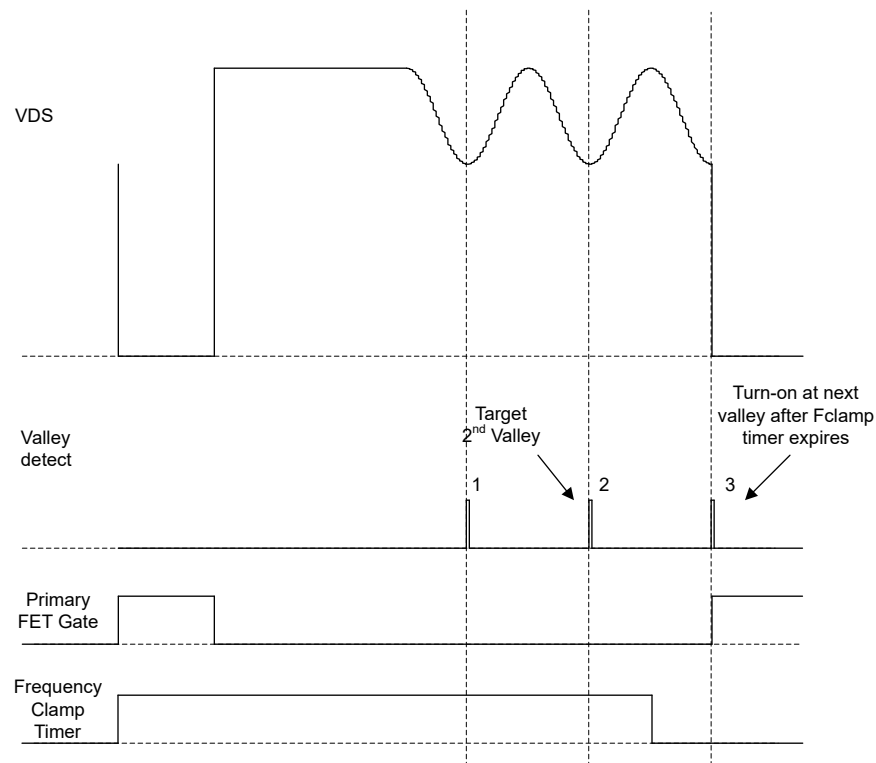 VDS
Turn-on at next
valley after Fclamp
timer expires
Target
2nd Valley
Valley
detect
1
2
3
Primary
FET Gate
Frequency
Clamp
Timer